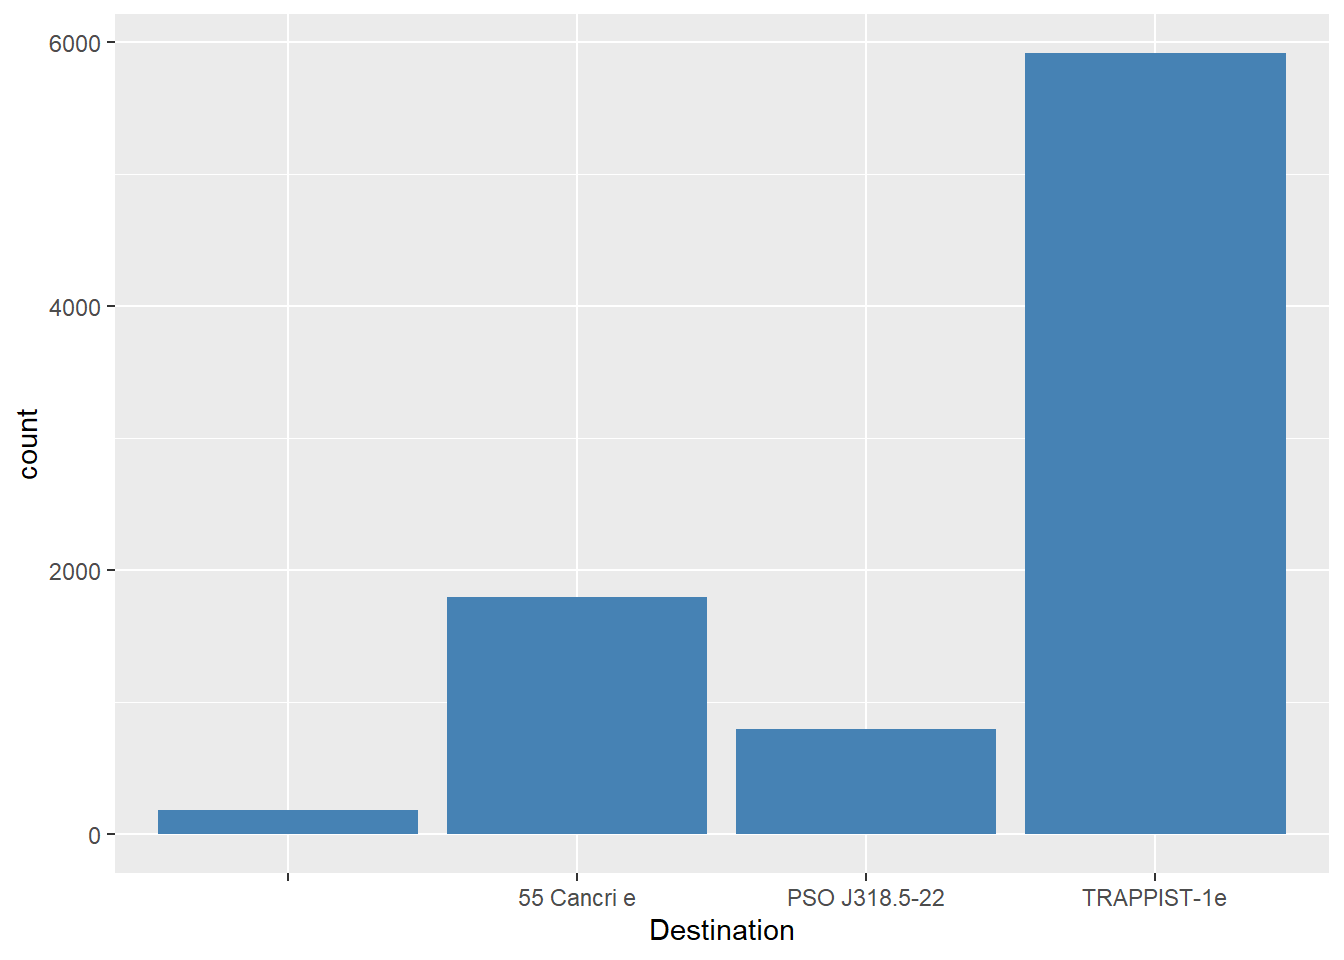 6000
4000
2000
0
count
55 Cancri e
PSO J318.5-22
TRAPPIST-1e
Destination